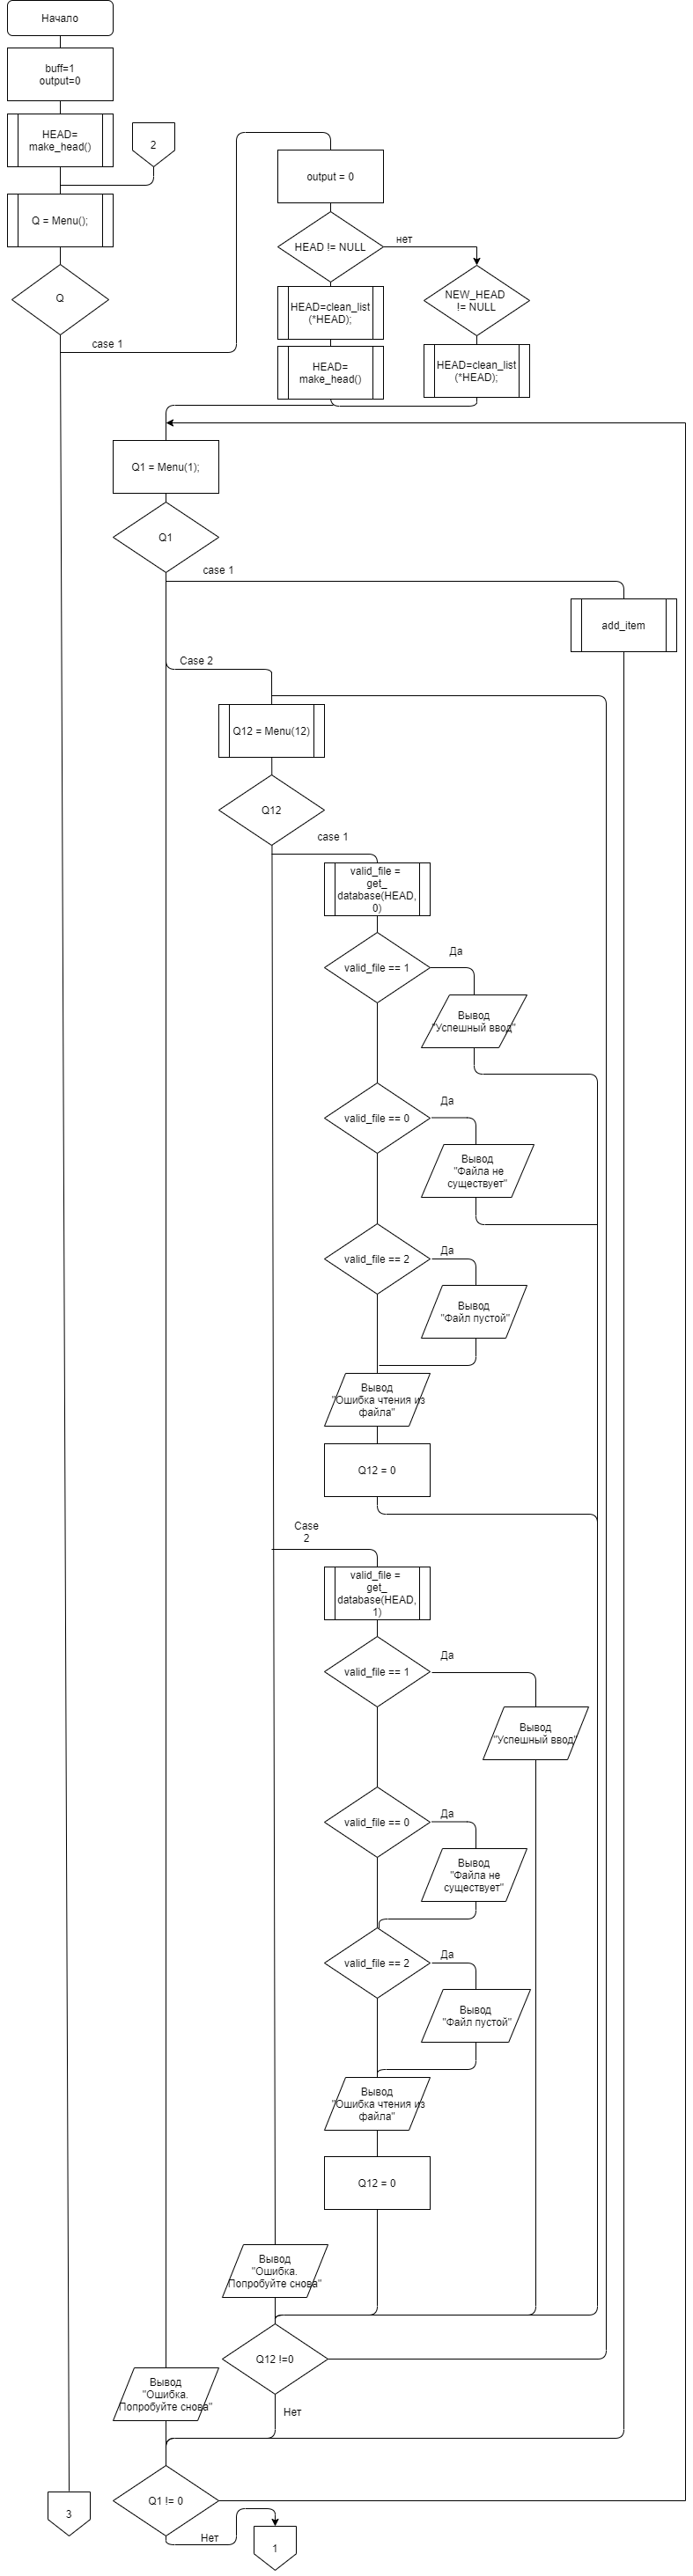 Начало
buff=1
output=0
HEAD=
make_head()
2
Q = Menu();
Q
case 1
output = 0
HEAD != NULL
нет
HEAD=clean_list
(*HEAD);
HEAD=
make_head()
NEW_HEAD
!= NULL
HEAD=clean_list
(*HEAD);
Q1 = Menu(1);
Q1
case 1
add_item
Case 2
Q12 = Menu(12)
Q12
case 1
valid_file =
get_
database(HEAD,
0)
valid_file == 1
Да
Вывод
"Успешный ввод"
valid_file == 0
Да
Вывод
"Файла не
существует"
valid_file == 2
Да
Вывод
"Файл пустой"
Вывод
"Ошибка чтения из
файла"
Q12 = 0
Case
2
valid_file =
get_
database(HEAD,
1)
valid_file == 1
Да
Вывод
"Успешный ввод"
valid_file == 0
Да
Вывод
"Файла не
существует"
valid_file == 2
Да
Вывод
"Файл пустой"
Вывод
"Ошибка чтения из
файла"
Q12 = 0
Вывод
"Ошибка.
Попробуйте снова"
Q12 !=0
Нет
Вывод
"Ошибка.
Попробуйте снова"
Q1 != 0
Нет
3
1